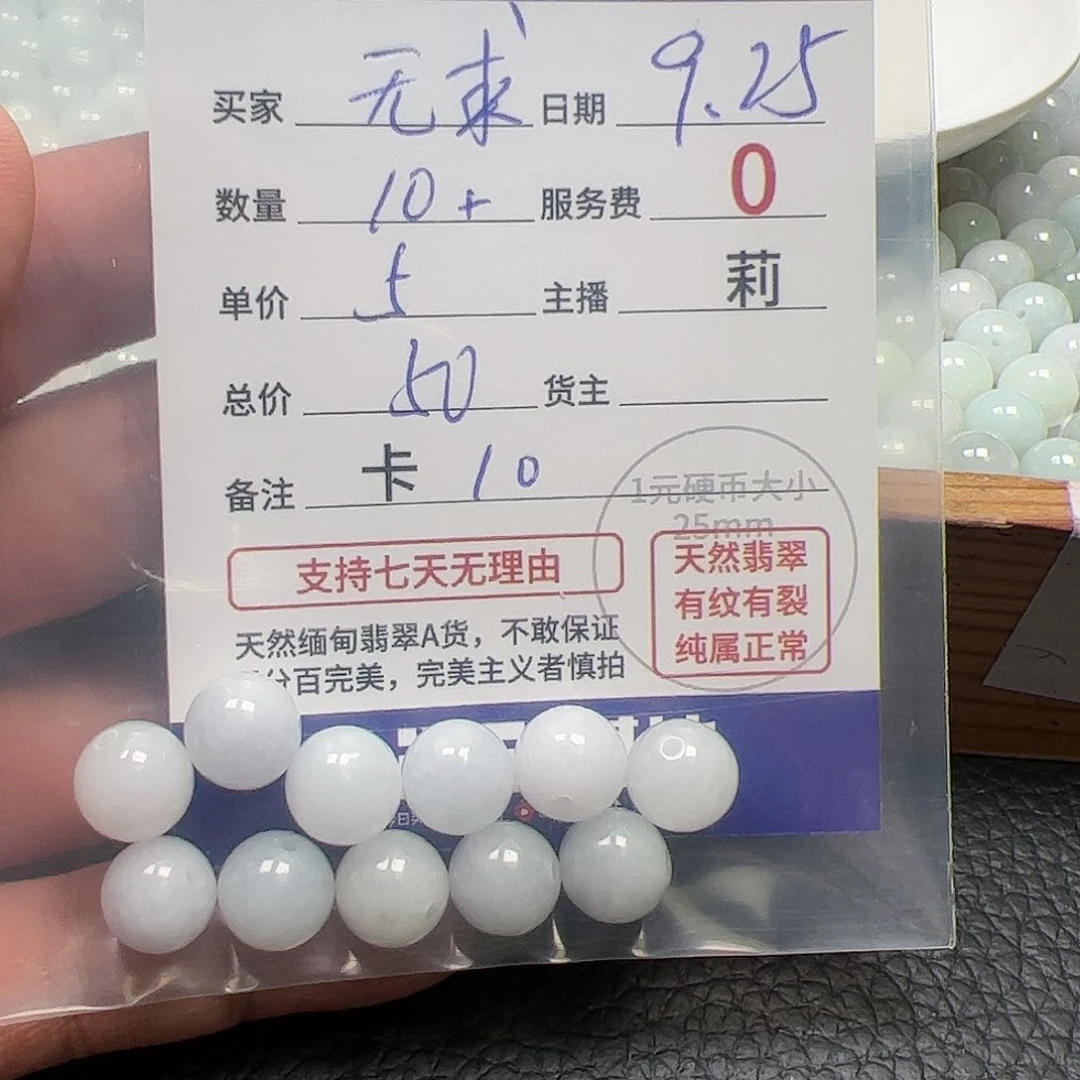 买家 无求 日期 9.25
数量 10+ 服务费 0
单价 5 主播 莉
总价 50 货主
备注 卡 10
1元硬币大小
25mm
支持七天无理由
天然翡翠
有纹有裂
纯属正常
天然缅甸翡翠A货，不敢保证
分百完美，完美主义者慎拍